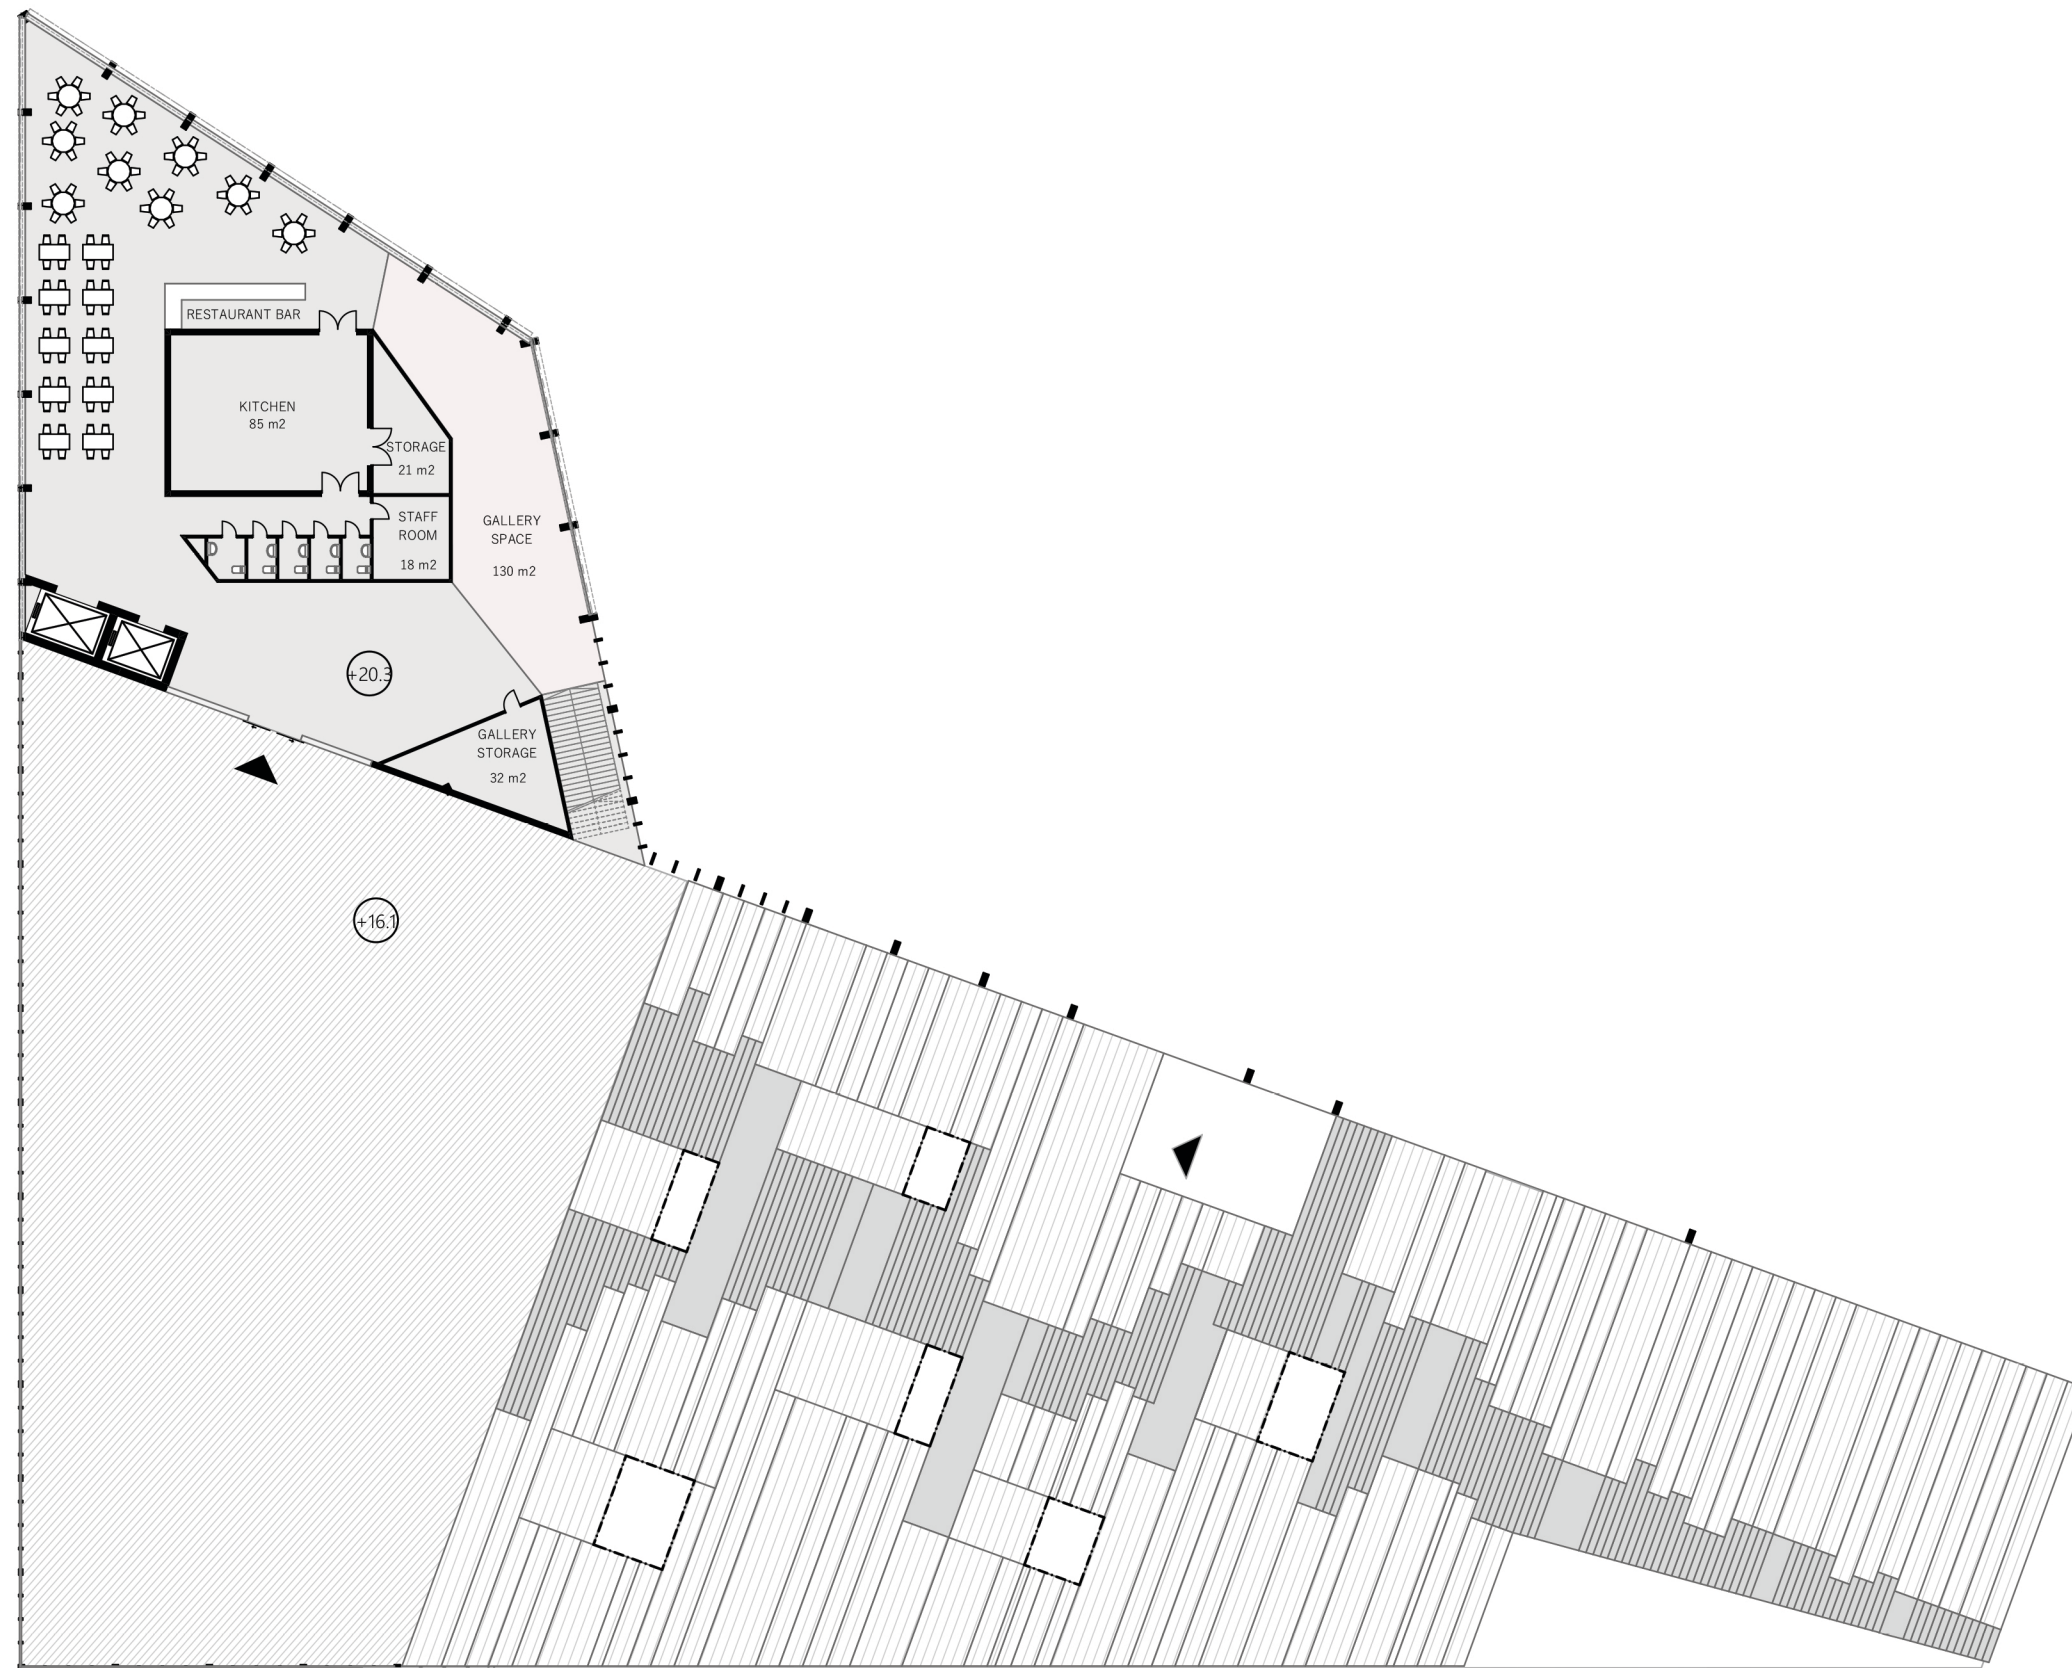 RESTAURANT BAR
KITCHEN
85 m2
STORAGE
21 m2
STAFF
ROOM
18 m2
GALLERY
SPACE
130 m2
+20.3
GALLERY
STORAGE
32 m2
+16.1